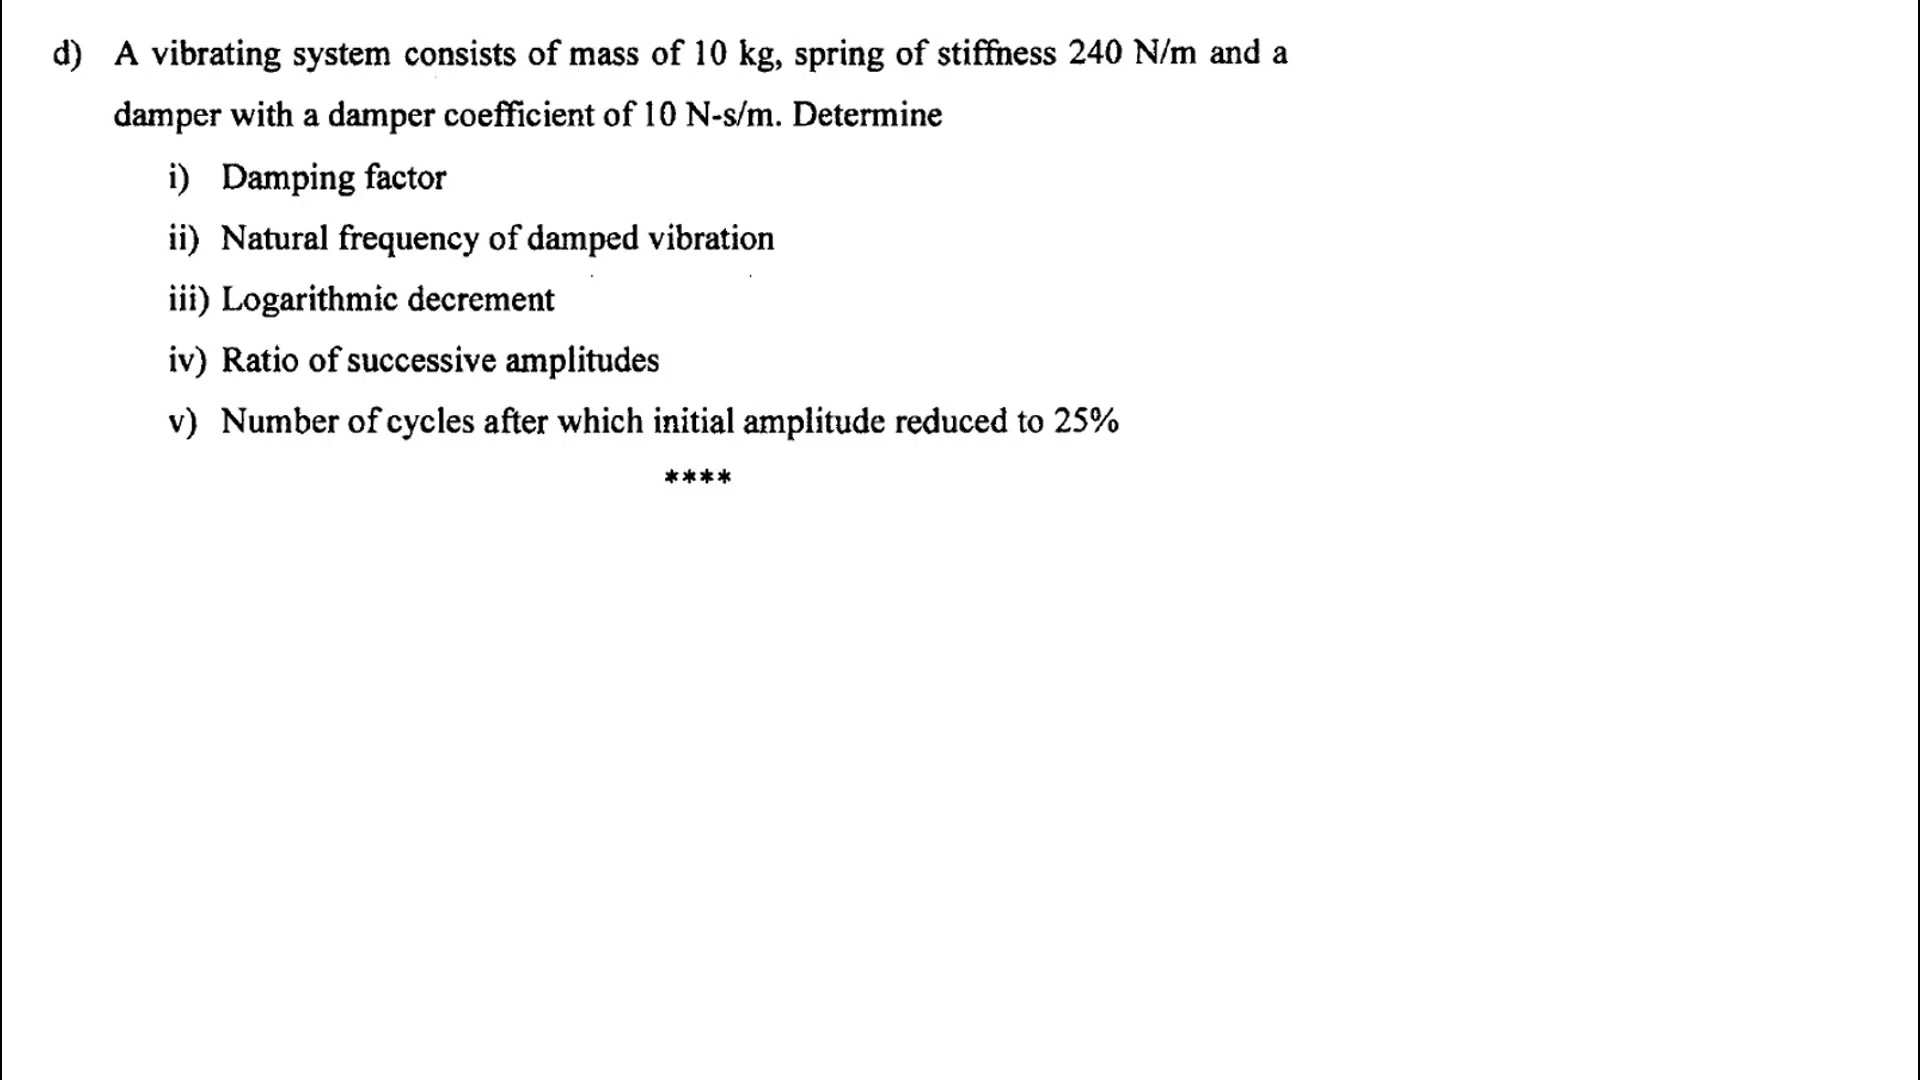 d) A vibrating system consists of mass of 10 kg, spring of stiffness 240 N/m and a
damper with a damper coefficient of 10 N-s/m. Determine
i) Damping factor
ii) Natural frequency of damped vibration
iii) Logarithmic decrement
iv) Ratio of successive amplitudes
v) Number of cycles after which initial amplitude reduced to 25%
****